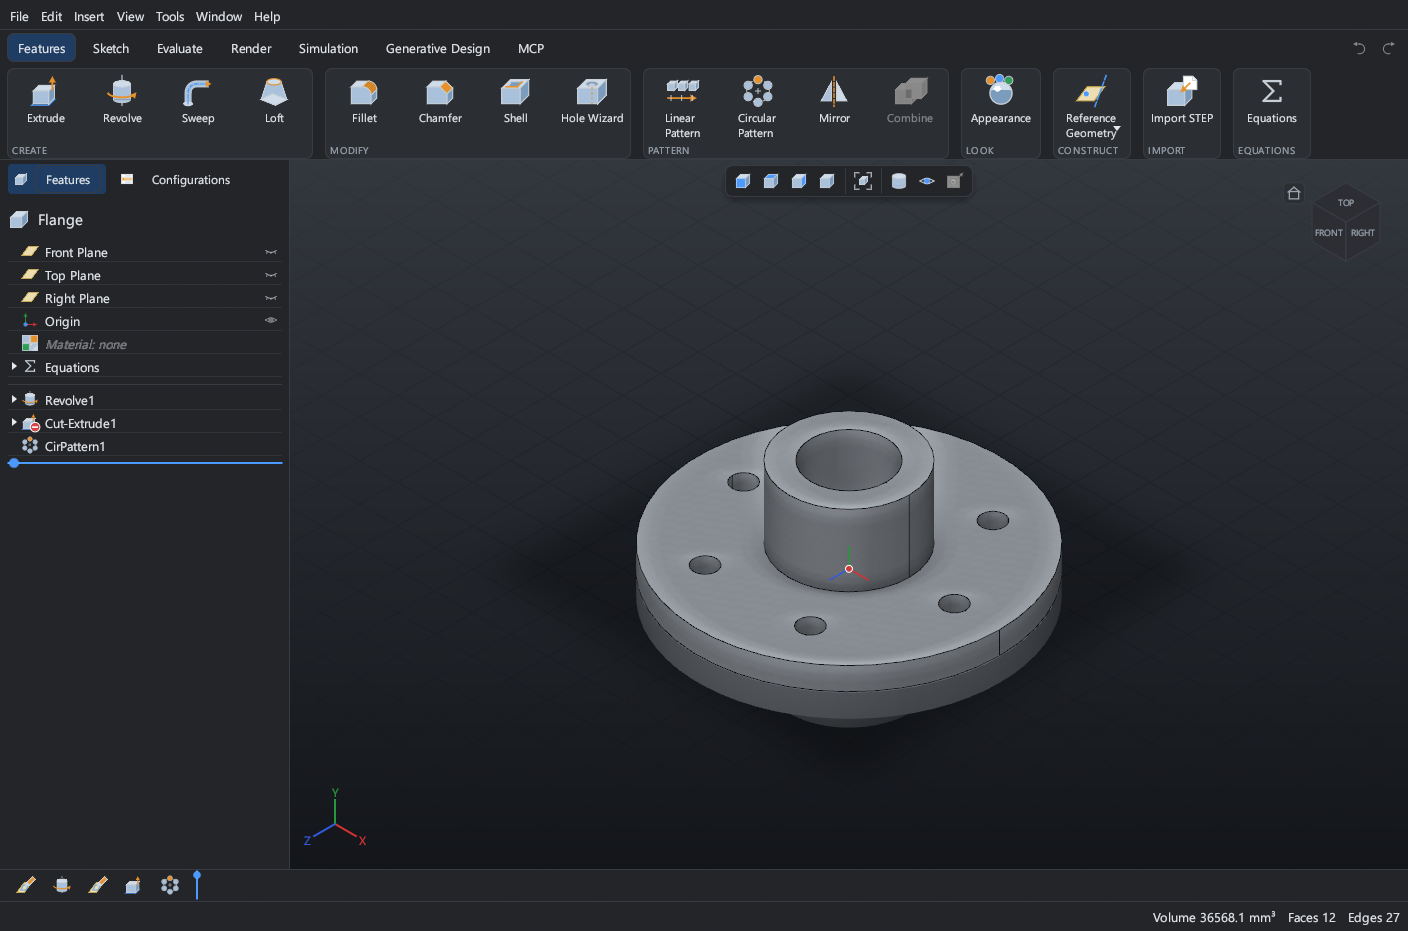 File Edit Insert View Tools Window Help
Features Sketch Evaluate Render Simulation Generative Design MCP
Extrude Revolve Sweep Loft
CREATE
Fillet Chamfer Shell Hole Wizard
MODIFY
Linear Pattern Circular Pattern Mirror Combine
PATTERN
Appearance
LOOK
Reference Geometry
CONSTRUCT
Import STEP
IMPORT
Equations
EQUATIONS
Features Configurations
Flange
Front Plane
Top Plane
Right Plane
Origin
Material: none
Equations
Revolve1
Cut-Extrude1
CirPattern1
TOP
FRONT RIGHT
Y
Z X
Volume 36568.1 mm³ Faces 12 Edges 27